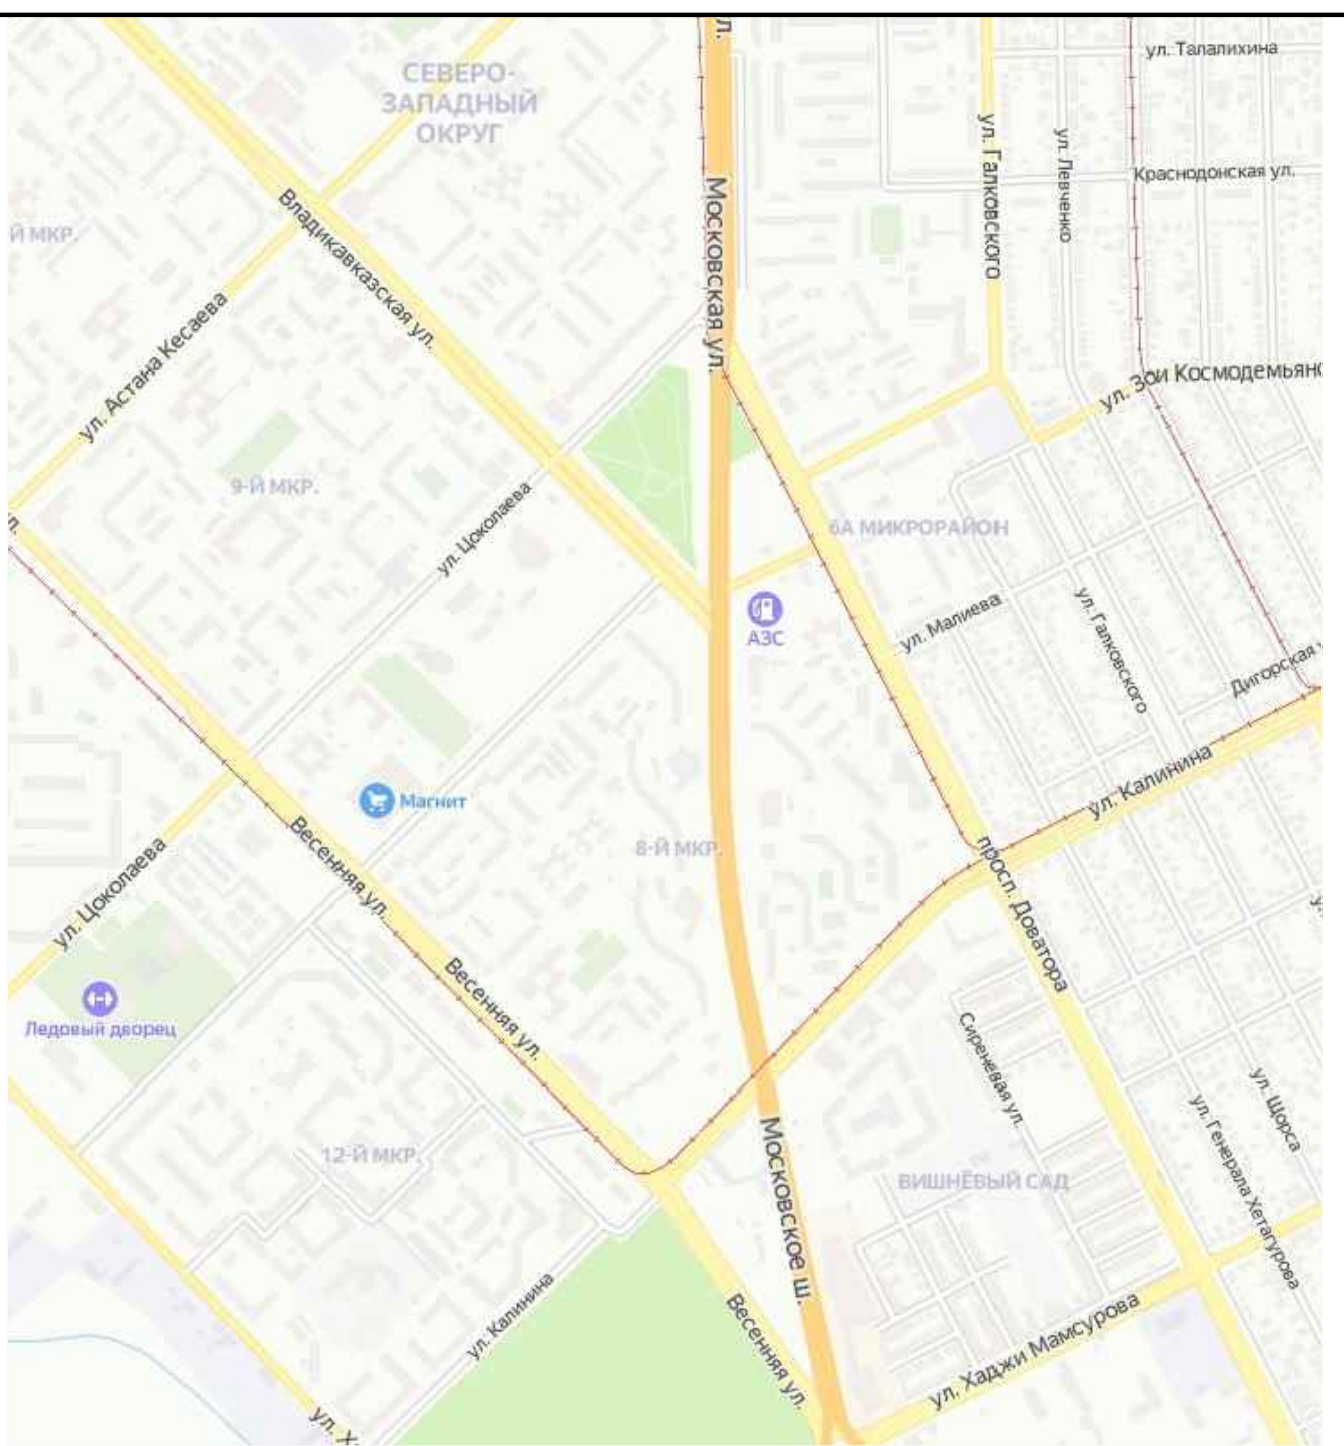 л.
ул. Талалихина
СЕВЕРО-
ЗАПАДНЫЙ
ОКРУГ
ул. Галковского
ул. Левченко
Краснодонская ул.
Московская ул.
Владикавказская ул.
Й МКР.
ул. Астана Кесаева
ул. Зои Космодемьянс
9-Й МКР.
ул. Цоколаева
л.
6А МИКРОРАЙОН
АЗС
ул. Малиева
ул. Галковского
Дигорская у
ул. Калинина
Магнит
Весенняя ул.
8-Й МКР.
просп. Доватора
ул. Цоколаева
Весенняя ул.
Ледовый дворец
Сиреневая ул.
ул. Щорса
ул. Генерала Хетагурова
12-Й МКР.
Московское ш.
ВИШНЁВЫЙ САД
ул. Калинина
Весенняя ул.
ул. Хаджи Мамсурова
ул. Х